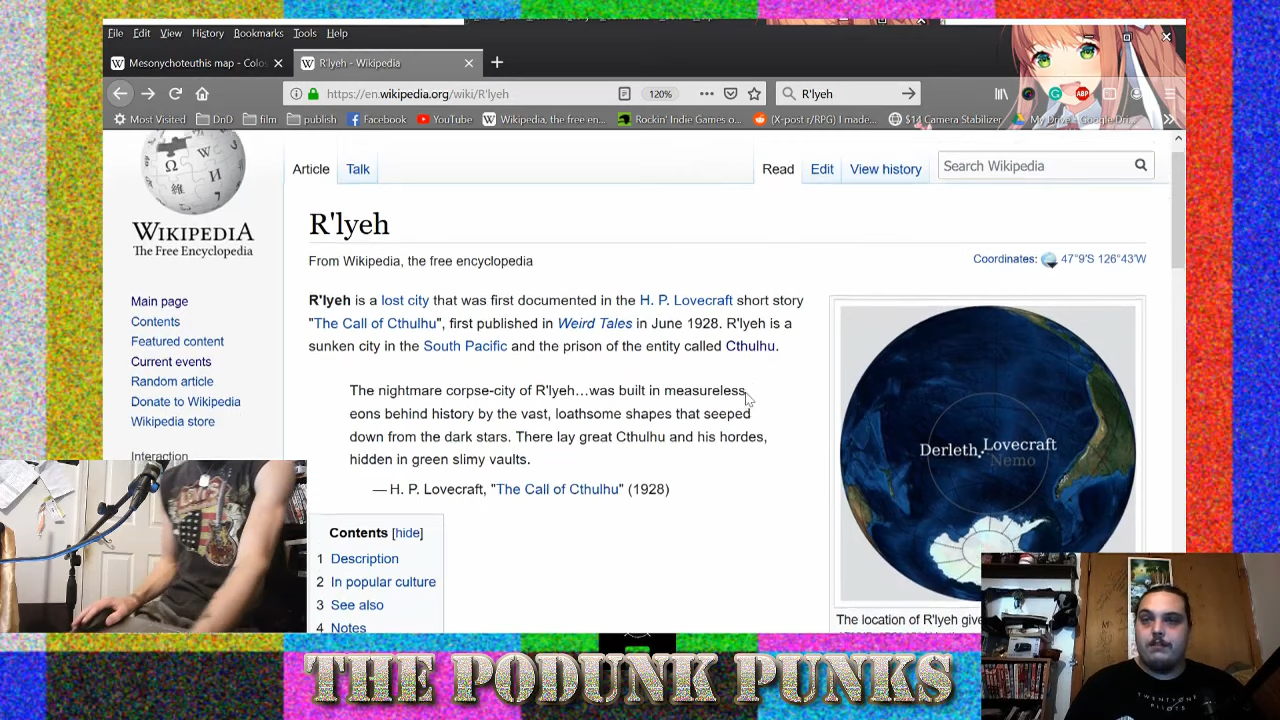 File Edit View History Bookmarks Tools Help
Mesonychoteuthis map - Colos
R'lyeh - Wikipedia
https://en.wikipedia.org/wiki/R'lyeh
120%
R'lyeh
Most Visited DnD film publish Facebook YouTube Wikipedia, the free en... Rockin' Indie Games o... (X-post r/RPG) I made... $14 Camera Stabilizer My Drive - Google Dri...
Article Talk Read Edit View history Search Wikipedia
WIKIPEDIA
The Free Encyclopedia
Main page
Contents
Featured content
Current events
Random article
Donate to Wikipedia
Wikipedia store
Interaction
R'lyeh
From Wikipedia, the free encyclopedia
Coordinates: 47°9′S 126°43′W
R'lyeh is a lost city that was first documented in the H. P. Lovecraft short story
"The Call of Cthulhu", first published in Weird Tales in June 1928. R'lyeh is a
sunken city in the South Pacific and the prison of the entity called Cthulhu.
The nightmare corpse-city of R'lyeh…was built in measureless
eons behind history by the vast, loathsome shapes that seeped
down from the dark stars. There lay great Cthulhu and his hordes,
hidden in green slimy vaults.
— H. P. Lovecraft, "The Call of Cthulhu" (1928)
Contents [hide]
1 Description
2 In popular culture
3 See also
4 Notes
Derleth Lovecraft
Nemo
The location of R'lyeh give
TWENTY ONE
PILOTS
THE PODUNK PUNKS